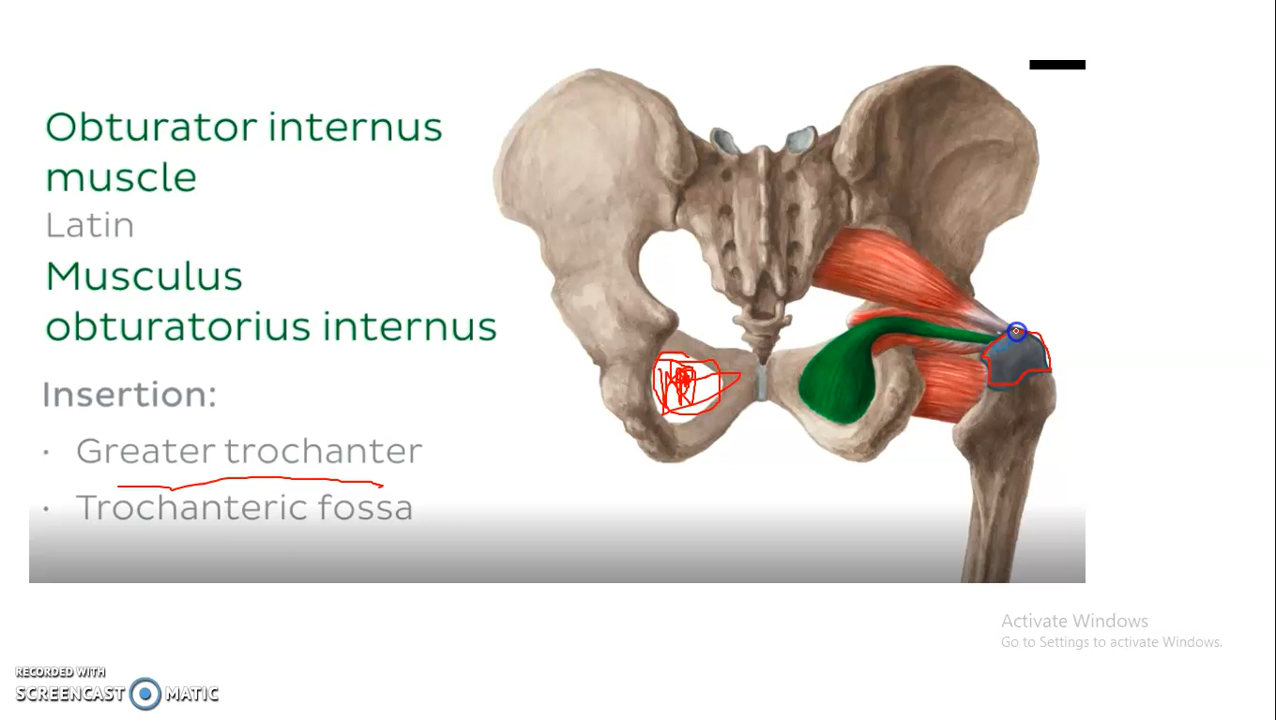 Obturator internus
muscle
Latin
Musculus
obturatorius internus
Insertion:
· Greater trochanter
· Trochanteric fossa
Activate Windows
Go to Settings to activate Windows.
RECORDED WITH
SCREENCAST MATIC